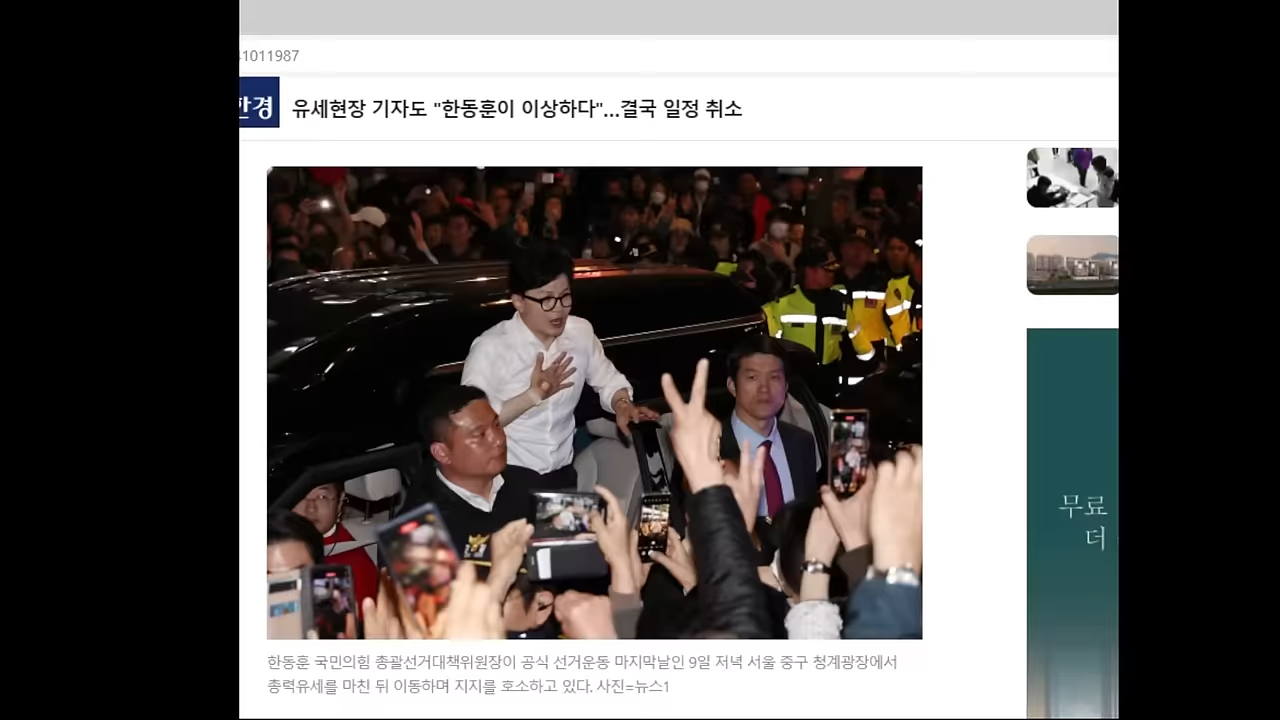 41011987
한경
유세현장 기자도 "한동훈이 이상하다"...결국 일정 취소
무료
더
한동훈 국민의힘 총괄선거대책위원장이 공식 선거운동 마지막날인 9일 저녁 서울 중구 청계광장에서
총력유세를 마친 뒤 이동하며 지지를 호소하고 있다. 사진=뉴스1